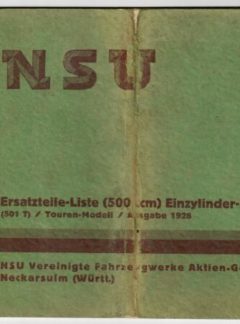 NSU
Ersatzteile-Liste (500 ccm) Einzylinder-
(501 T) / Touren-Modell / Ausgabe 1928
NSU Vereinigte Fahrzeugwerke Aktien-G
Neckarsulm (Württ.)